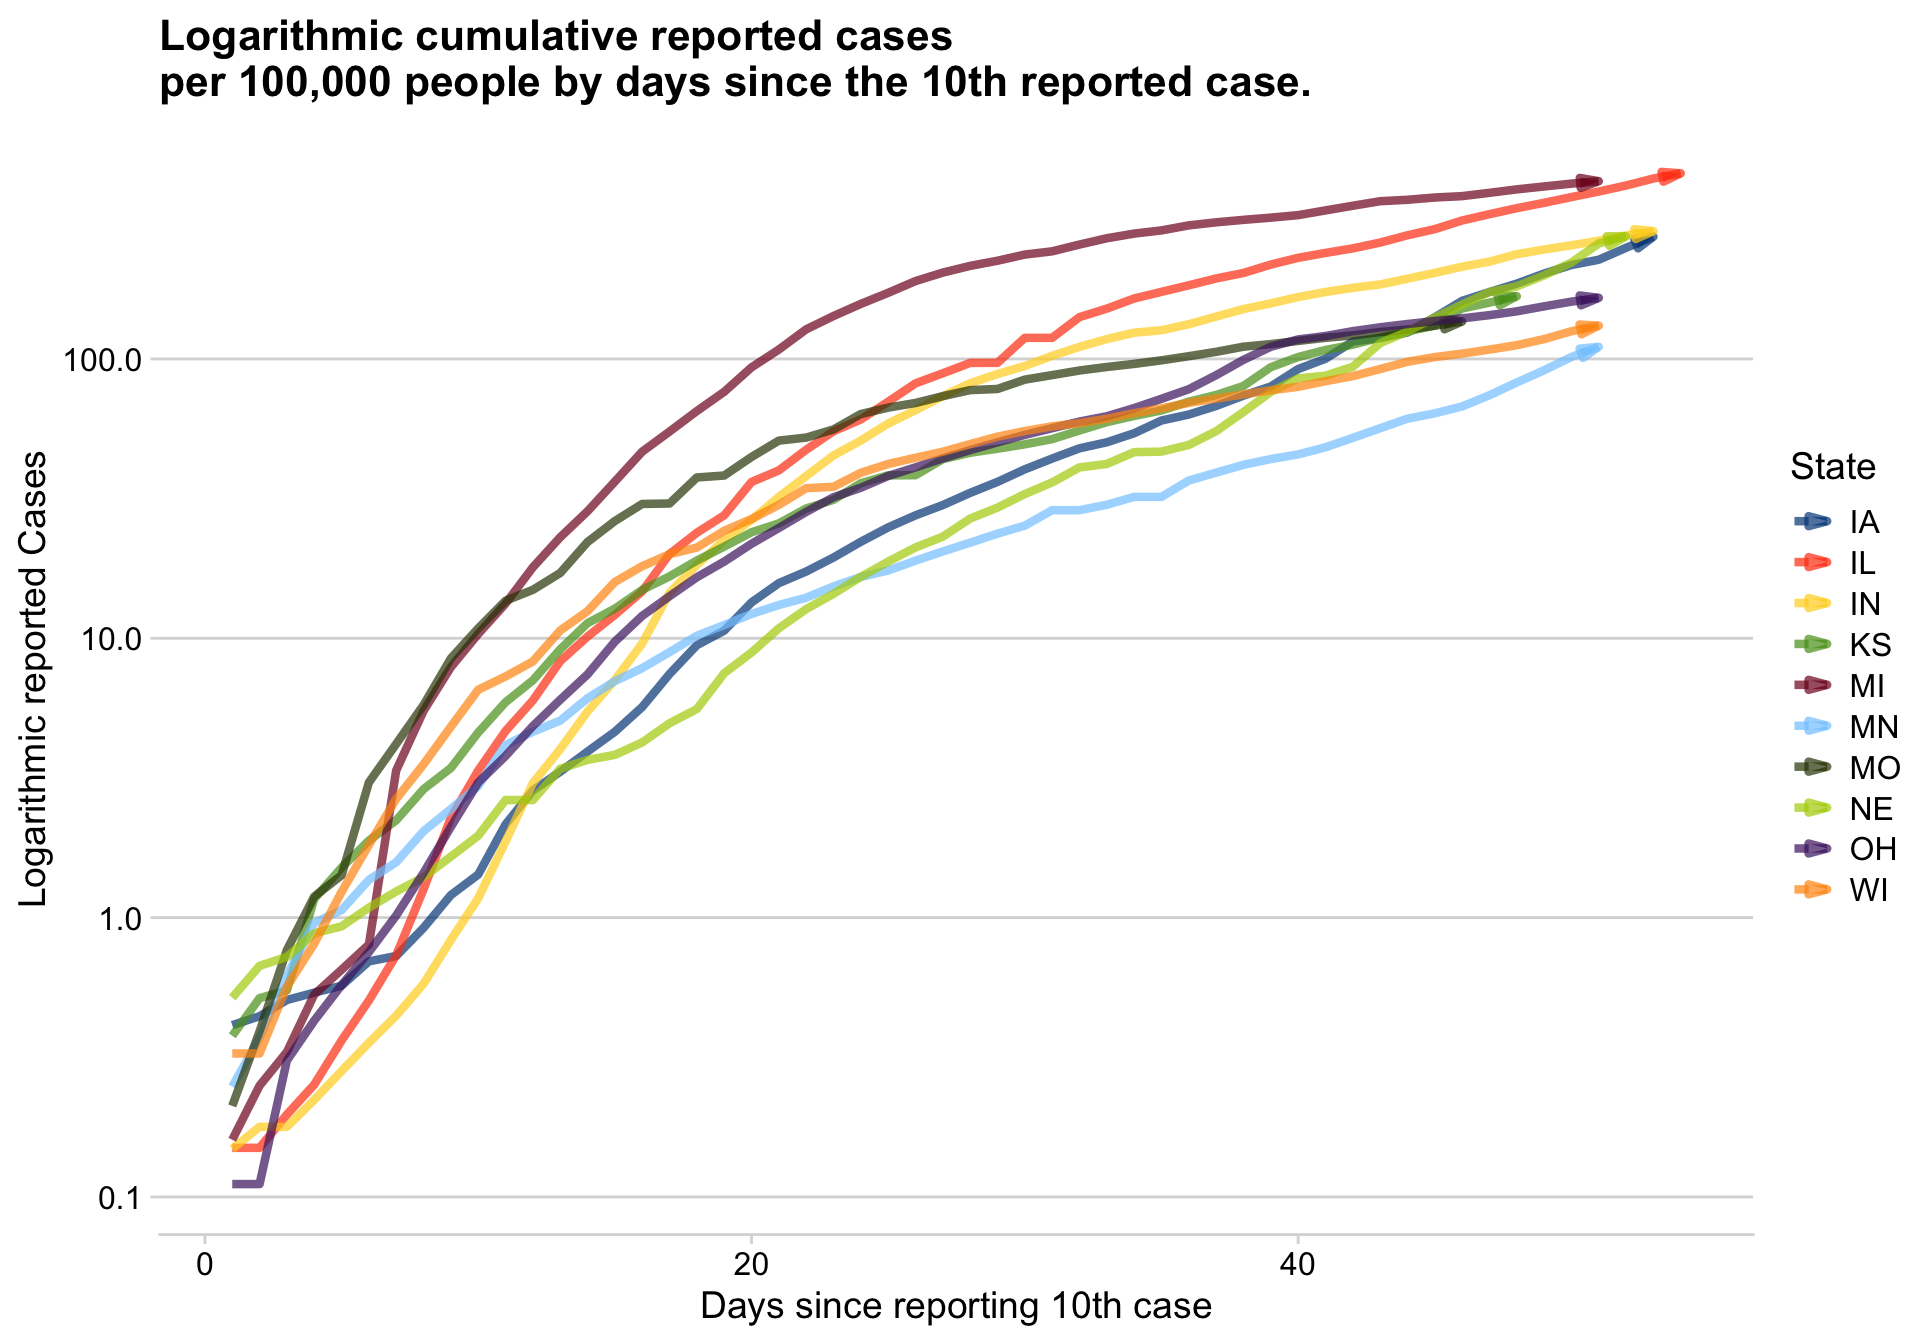 Logarithmic cumulative reported cases
per 100,000 people by days since the 10th reported case.
Logarithmic reported Cases
100.0
10.0
1.0
0.1
0
20
40
Days since reporting 10th case
State
IA
IL
IN
KS
MI
MN
MO
NE
OH
WI